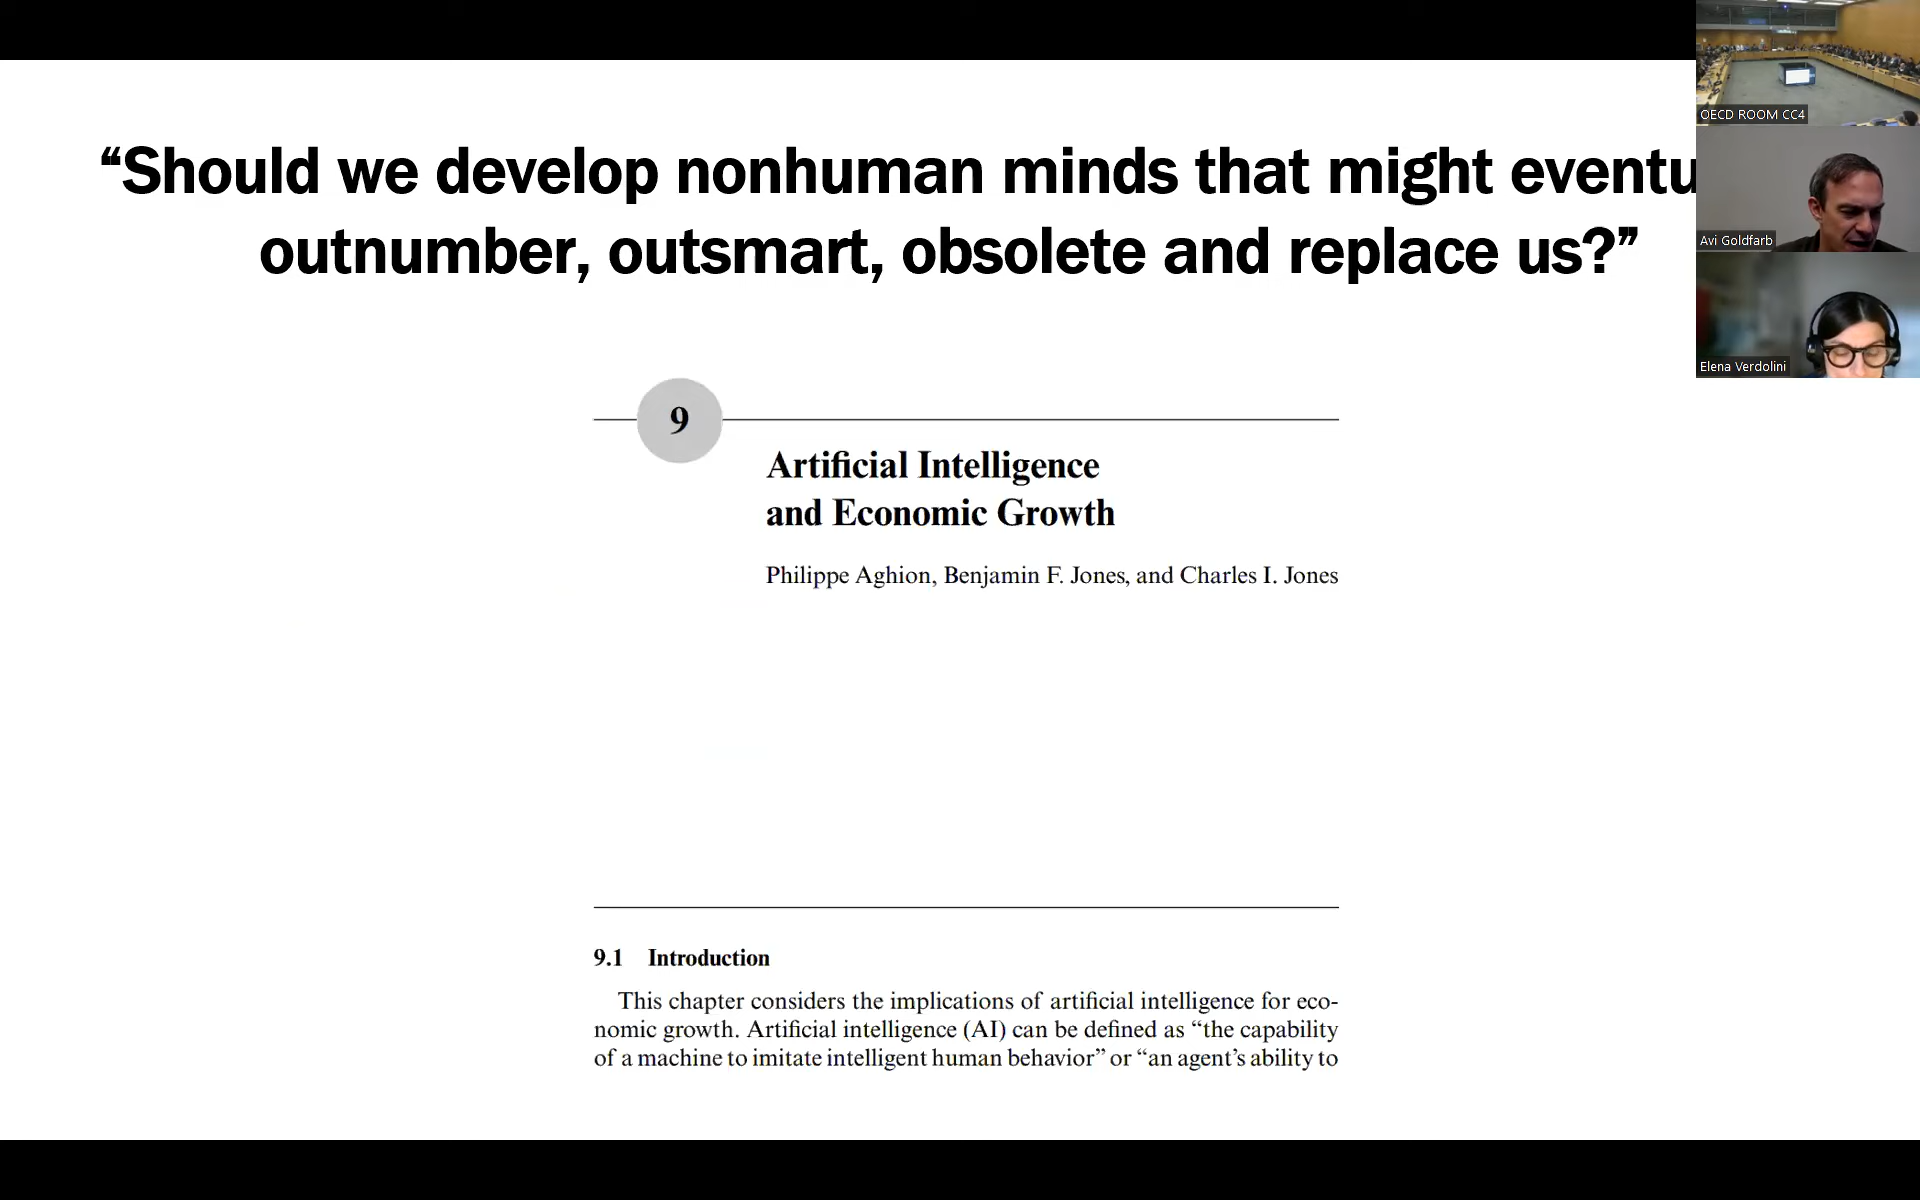 “Should we develop nonhuman minds that might eventu
outnumber, outsmart, obsolete and replace us?”
9
Artificial Intelligence
and Economic Growth
Philippe Aghion, Benjamin F. Jones, and Charles I. Jones
9.1 Introduction
This chapter considers the implications of artificial intelligence for eco-
nomic growth. Artificial intelligence (AI) can be defined as “the capability
of a machine to imitate intelligent human behavior” or “an agent’s ability to
OECD ROOM CC4
Avi Goldfarb
Elena Verdolini